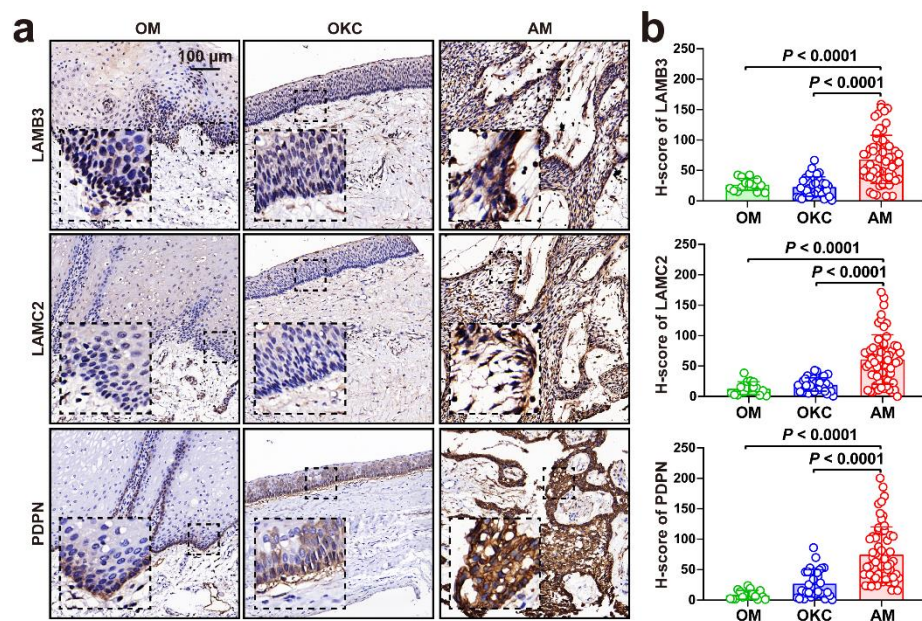 a
OM
OKC
AM
100 µm
LAMB3
LAMC2
PDPN
b
H-score of LAMB3
250
200
150
100
50
0
P < 0.0001
P < 0.0001
OM
OKC
AM
H-score of LAMC2
250
200
150
100
50
0
P < 0.0001
P < 0.0001
OM
OKC
AM
H-score of PDPN
250
200
150
100
50
0
P < 0.0001
P < 0.0001
OM
OKC
AM